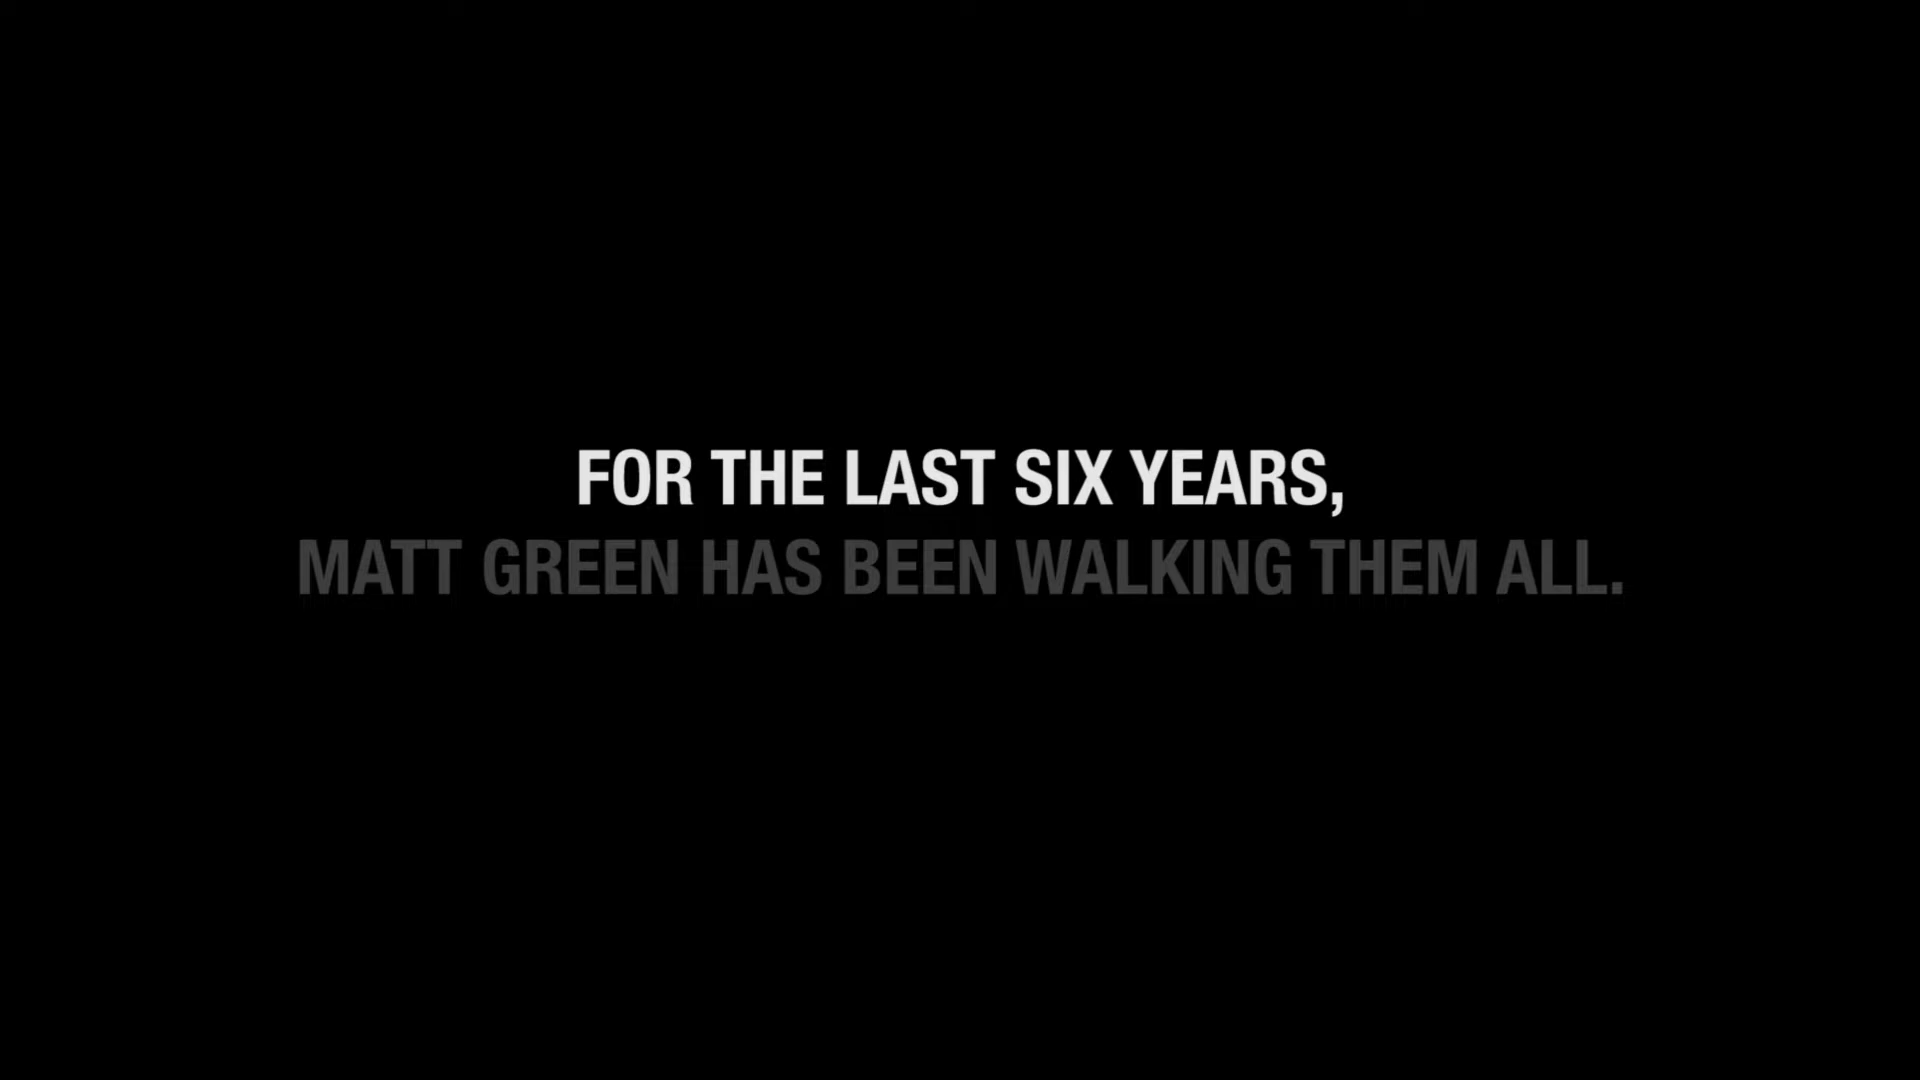 FOR THE LAST SIX YEARS,
MATT GREEN HAS BEEN WALKING THEM ALL.